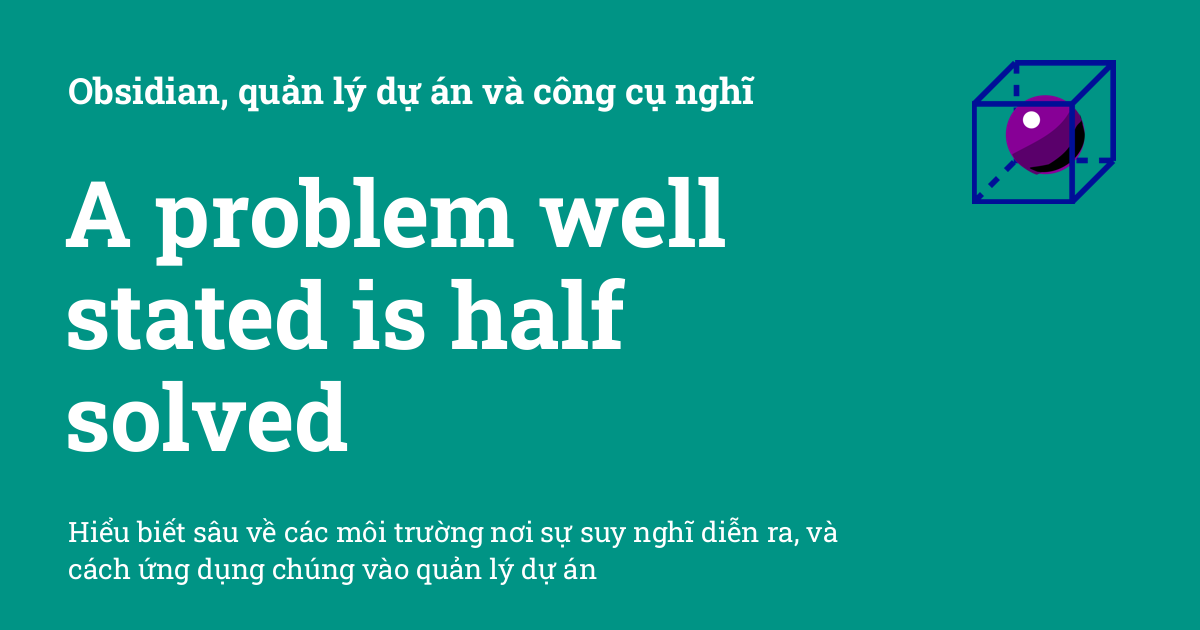 Obsidian, quản lý dự án và công cụ nghĩ
A problem well
stated is half
solved
Hiểu biết sâu về các môi trường nơi sự suy nghĩ diễn ra, và
cách ứng dụng chúng vào quản lý dự án